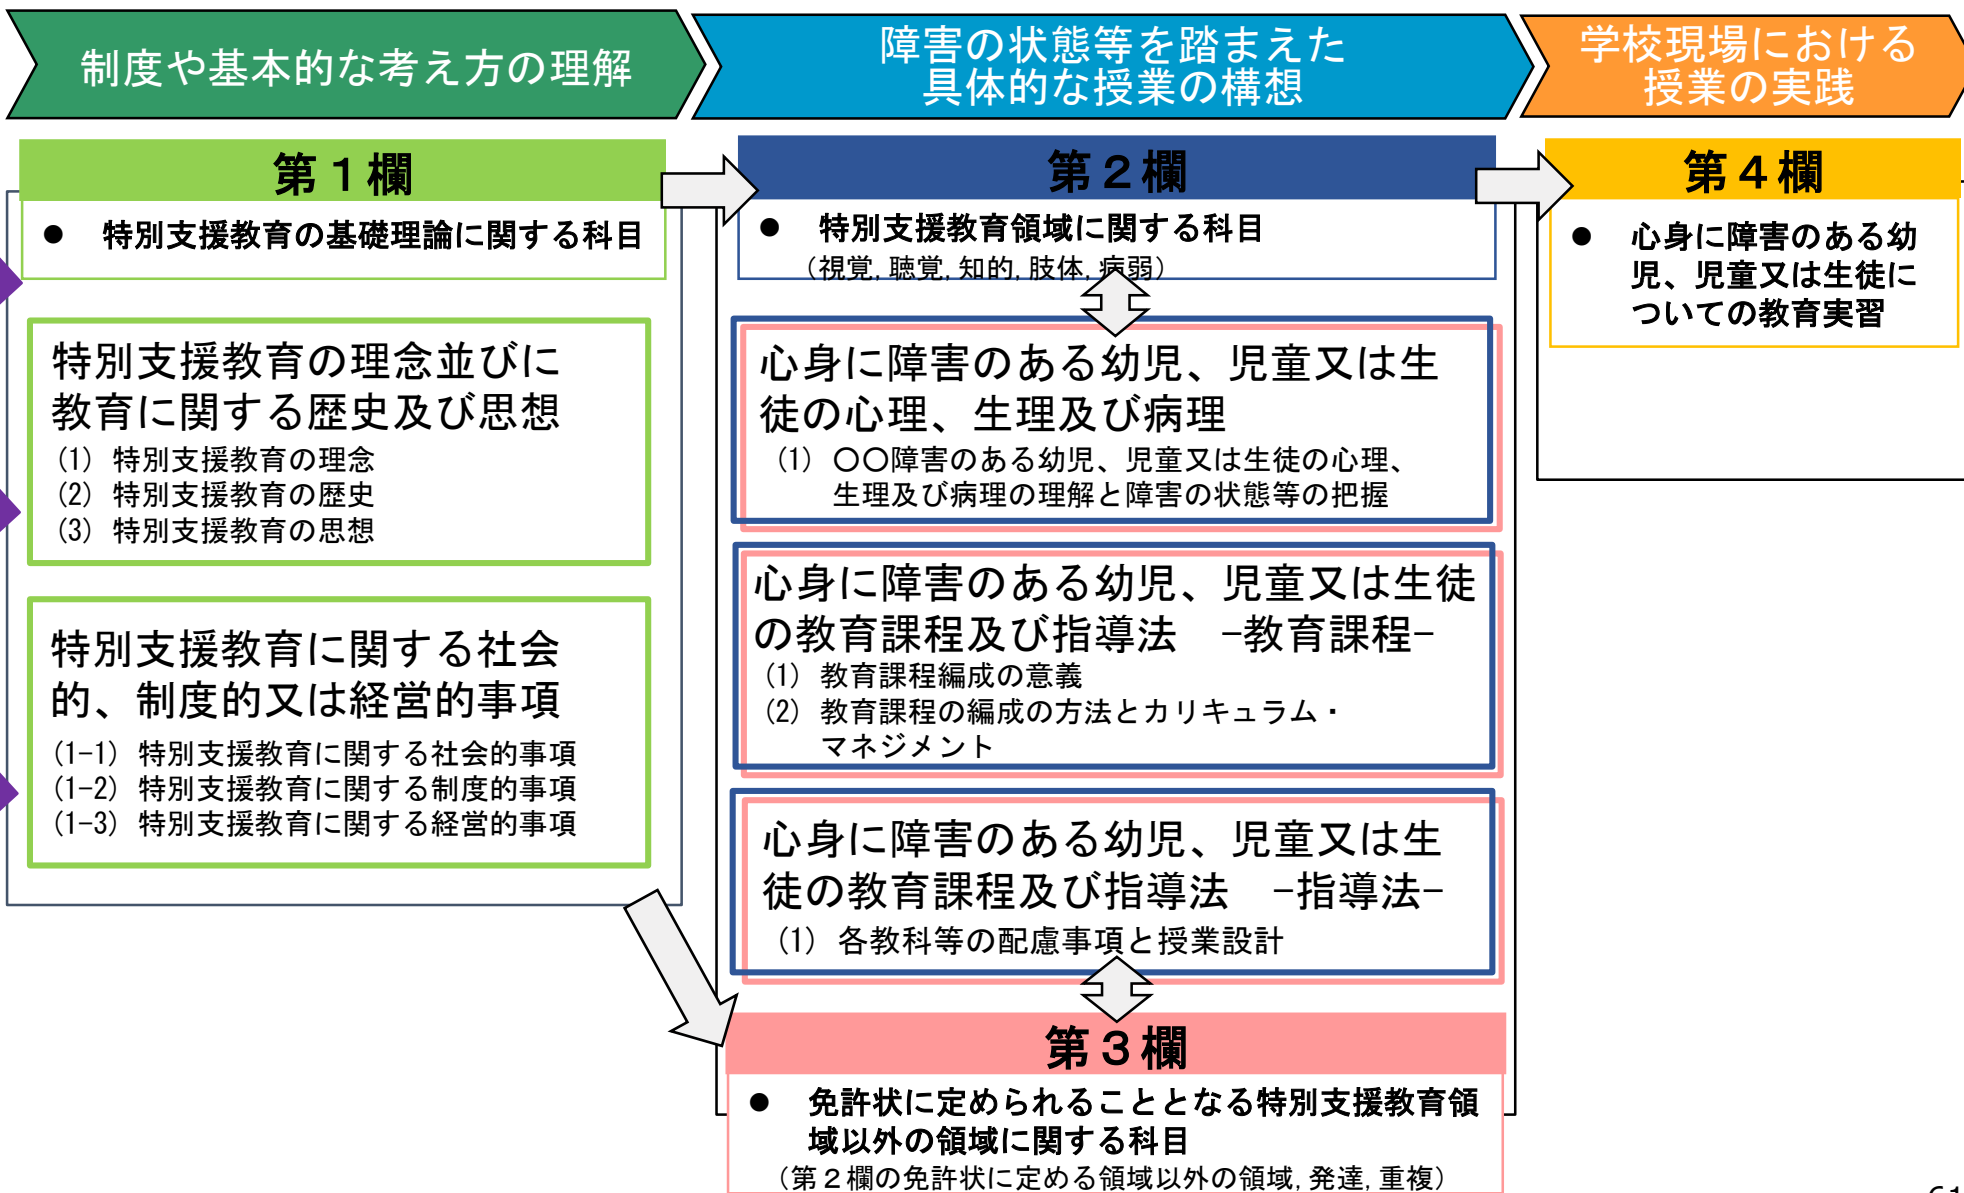 制度や基本的な考え方の理解
障害の状態等を踏まえた
具体的な授業の構想
学校現場における
授業の実践
第1欄
● 特別支援教育の基礎理論に関する科目
特別支援教育の理念並びに
教育に関する歴史及び思想
(1) 特別支援教育の理念
(2) 特別支援教育の歴史
(3) 特別支援教育の思想
特別支援教育に関する社会
的、制度的又は経営的事項
(1-1) 特別支援教育に関する社会的事項
(1-2) 特別支援教育に関する制度的事項
(1-3) 特別支援教育に関する経営的事項
第2欄
● 特別支援教育領域に関する科目
(視覚,聴覚,知的,肢体,病弱)
心身に障害のある幼児、児童又は生
徒の心理、生理及び病理
(1) 〇〇障害のある幼児、児童又は生徒の心理、
生理及び病理の理解と障害の状態等の把握
心身に障害のある幼児、児童又は生徒
の教育課程及び指導法 -教育課程-
(1) 教育課程編成の意義
(2) 教育課程の編成の方法とカリキュラム・
マネジメント
心身に障害のある幼児、児童又は生
徒の教育課程及び指導法 -指導法-
(1) 各教科等の配慮事項と授業設計
第3欄
● 免許状に定められることとなる特別支援教育領
域以外の領域に関する科目
(第2欄の免許状に定める領域以外の領域,発達,重複)
第4欄
● 心身に障害のある幼
児、児童又は生徒に
ついての教育実習
61